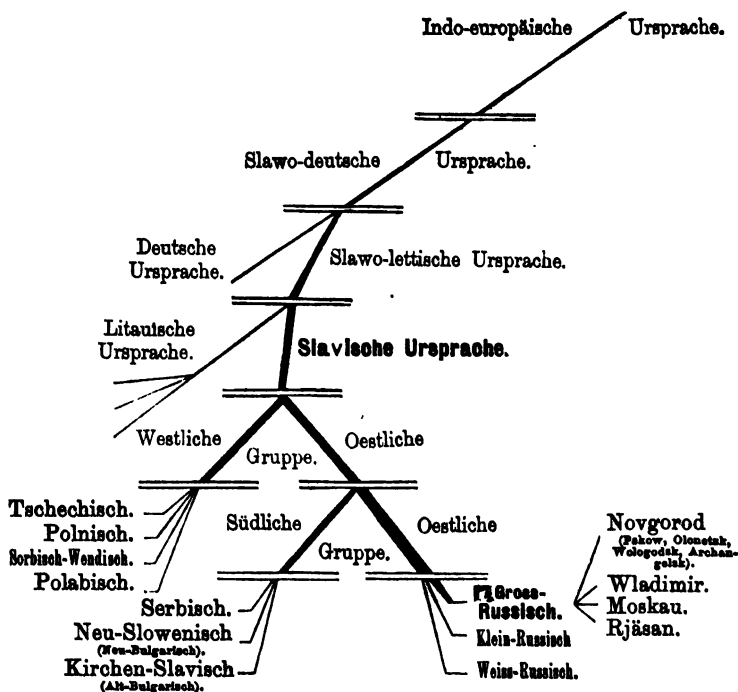 Indo-europäische Ursprache.
Slawo-deutsche Ursprache.
Deutsche
Ursprache.
Slawo-lettische Ursprache.
Litauische
Ursprache.
Slavische Ursprache.
Westliche Oestliche
Gruppe.
Tschechisch.
Polnisch.
Sorbisch-Wendisch.
Polabisch.
Südliche Oestliche
Gruppe.
Serbisch.
Neu-Slowenisch
(Neu-Bulgarisch).
Kirchen-Slavisch
(Alt-Bulgarisch).
Gross-
Russisch.
Klein-Russisch
Weiss-Russisch.
Novgorod
(Pskow, Olonetsk,
Wologodsk, Archan-
gelsk).
Wladimir.
Moskau.
Rjäsan.